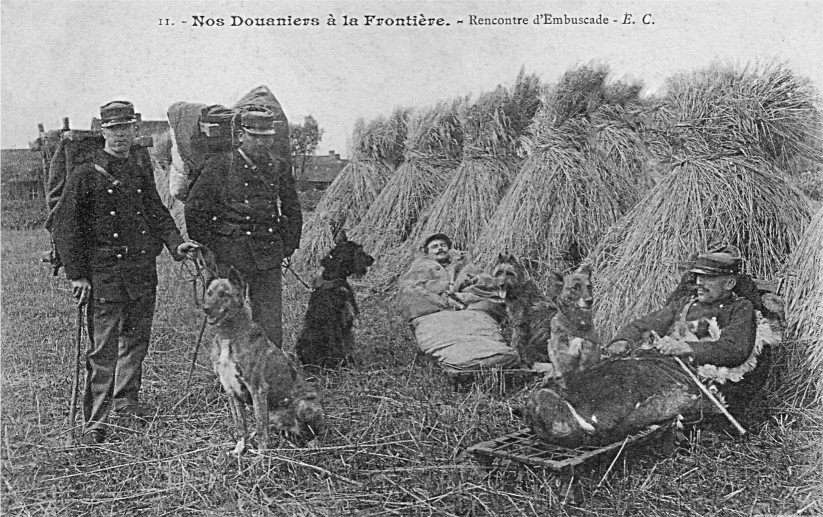 11. - Nos Douaniers à la Frontière. - Rencontre d'Embuscade - E. C.